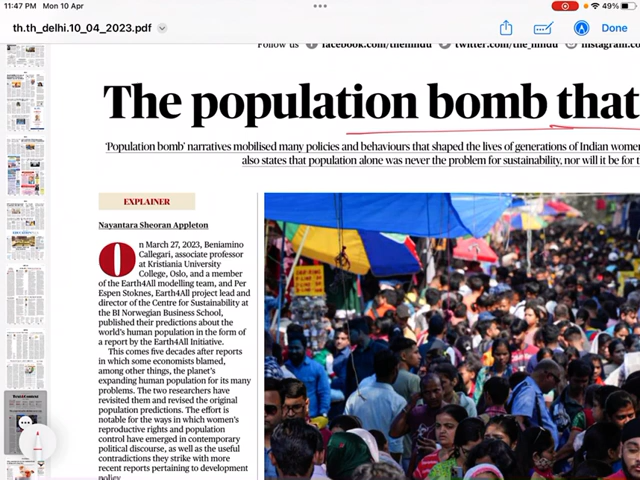 11:47 PM Mon 10 Apr
49%
th.th_delhi.10_04_2023.pdf
Done
Follow us facebook.com/thehindu twitter.com/the_hindu instagram.c
The population bomb that
'Population bomb' narratives mobilised many policies and behaviours that shaped the lives of generations of Indian wome
also states that population alone was never the problem for sustainability, nor will it be for t
EXPLAINER
Nayantara Sheoran Appleton
On March 27, 2023, Beniamino
Callegari, associate professor
at Kristiania University
College, Oslo, and a member
of the Earth4All modelling team, and Per
Espen Stoknes, Earth4All project lead and
director of the Centre for Sustainability at
the BI Norwegian Business School,
published their predictions about the
world's human population in the form of
a report by the Earth4All Initiative.
This comes five decades after reports
in which some economists blamed,
among other things, the planet's
expanding human population for its many
problems. The two researchers have
revisited them and revised the original
population predictions. The effort is
notable for the ways in which women's
reproductive rights and population
control have emerged in contemporary
political discourse, as well as the useful
contradictions they strike with more
recent reports pertaining to development
policy.